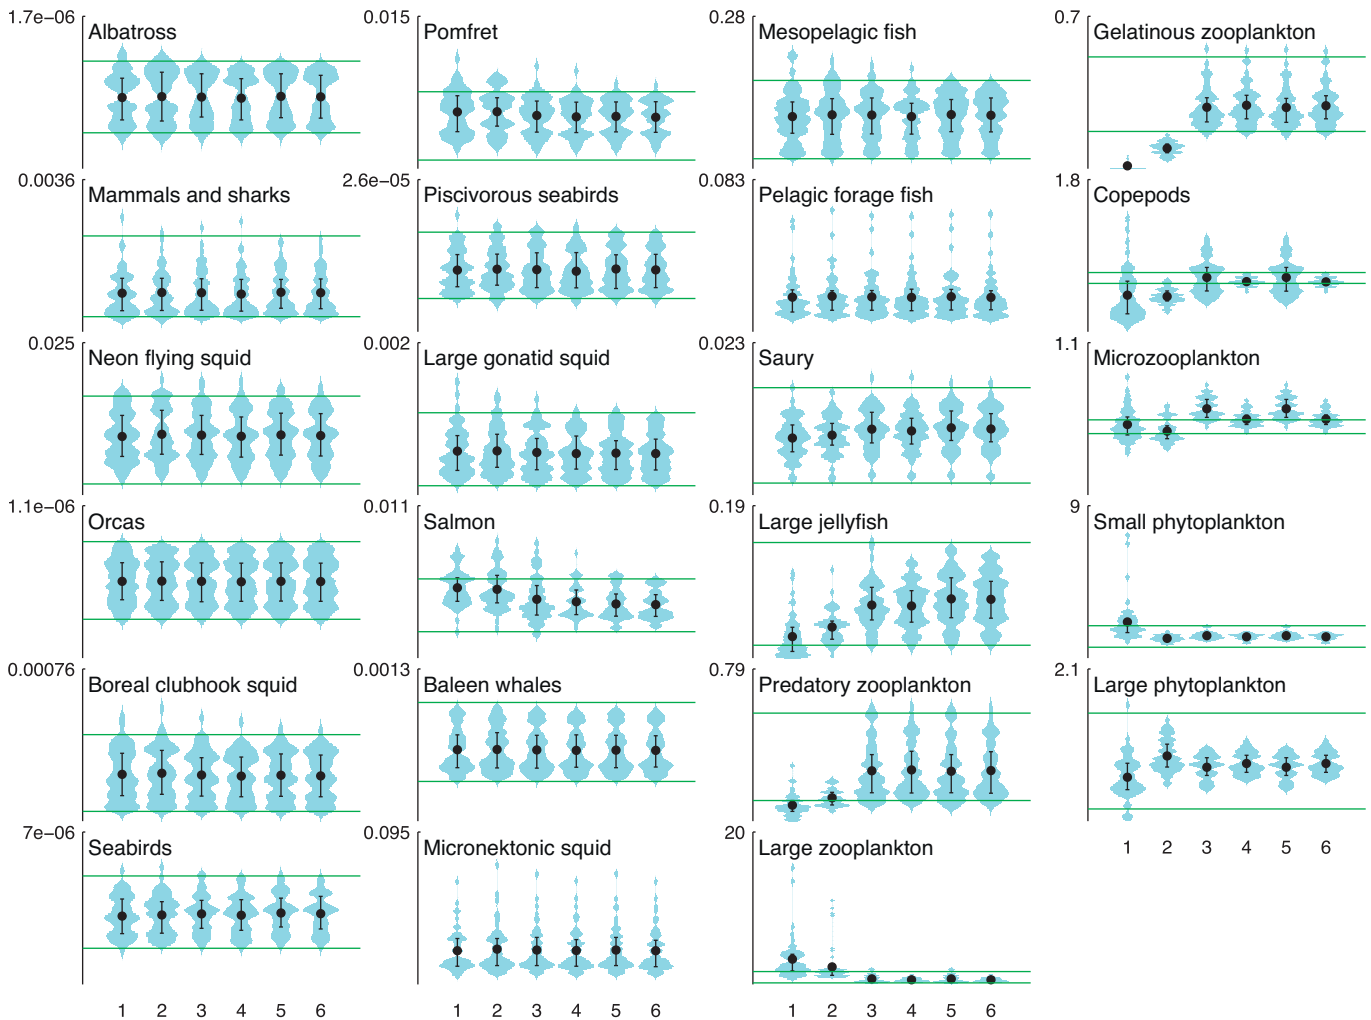 1.7e−06
Albatross
0.015
Pomfret
0.28
Mesopelagic fish
0.7
Gelatinous zooplankton
0.0036
Mammals and sharks
2.6e−05
Piscivorous seabirds
0.083
Pelagic forage fish
1.8
Copepods
0.025
Neon flying squid
0.002
Large gonatid squid
0.023
Saury
1.1
Microzooplankton
1.1e−06
Orcas
0.011
Salmon
0.19
Large jellyfish
9
Small phytoplankton
0.00076
Boreal clubhook squid
0.0013
Baleen whales
0.79
Predatory zooplankton
2.1
Large phytoplankton
1 2 3 4 5 6
7e−06
Seabirds
0.095
Micronektonic squid
20
Large zooplankton
1 2 3 4 5 6
1 2 3 4 5 6
1 2 3 4 5 6